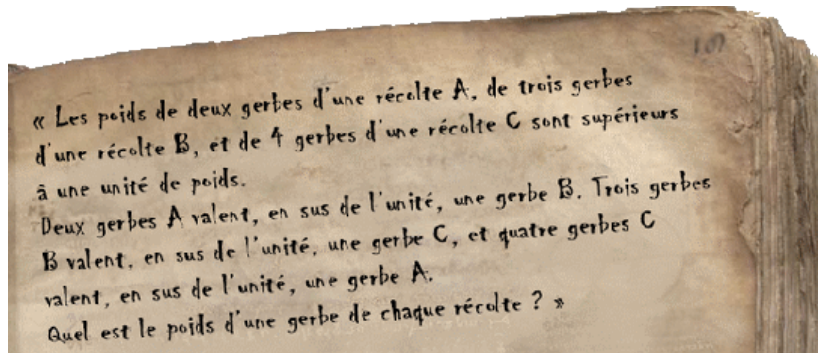 « Les poids de deux gerbes d'une récolte A, de trois gerbes
d'une récolte B, et de 4 gerbes d'une récolte C sont supérieurs
à une unité de poids.
Deux gerbes A valent, en sus de l'unité, une gerbe B. Trois gerbes
B valent, en sus de l'unité, une gerbe C, et quatre gerbes C
valent, en sus de l'unité, une gerbe A.
Quel est le poids d'une gerbe de chaque récolte ? »